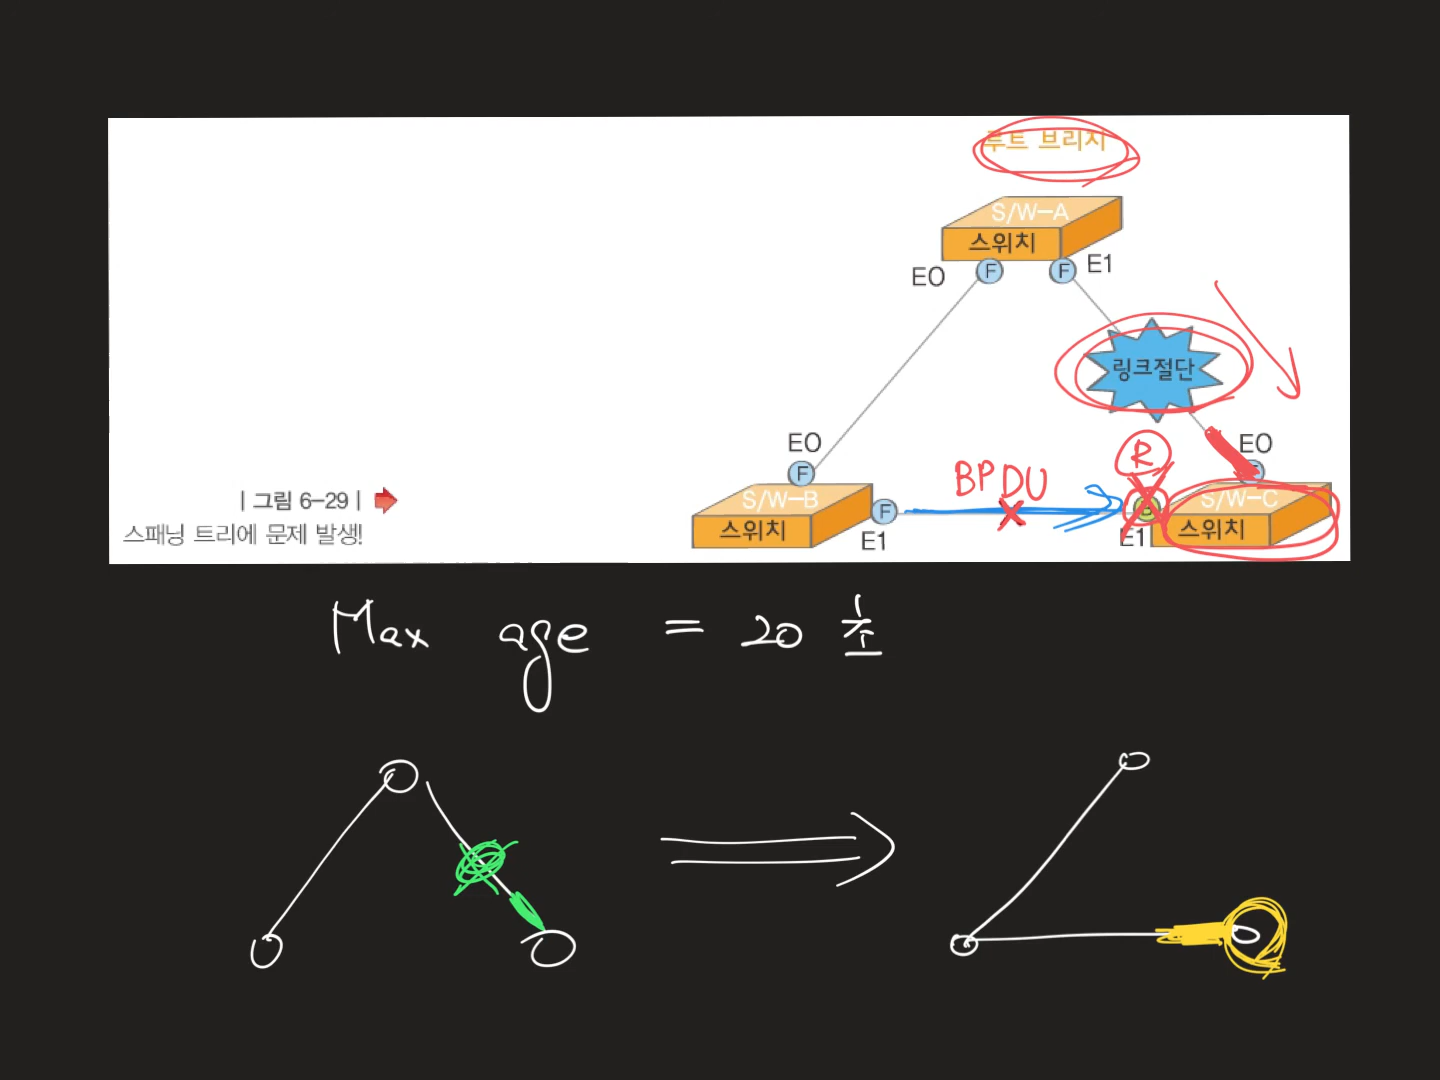 루트 브리지
S/W-A
스위치
E0
F
F
E1
링크절단
E0
F
S/W-B
스위치
F
E1
BPDU
R
E0
S/W-C
스위치
E1
| 그림 6-29 |
스패닝 트리에 문제 발생!
Max age = 20 초